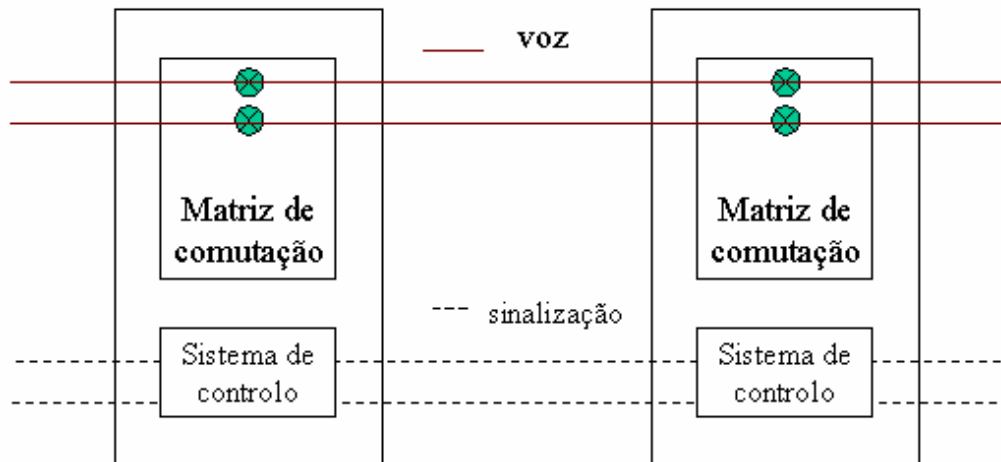 voz
Matriz de
comutação
Matriz de
comutação
sinalização
Sistema de
controlo
Sistema de
controlo